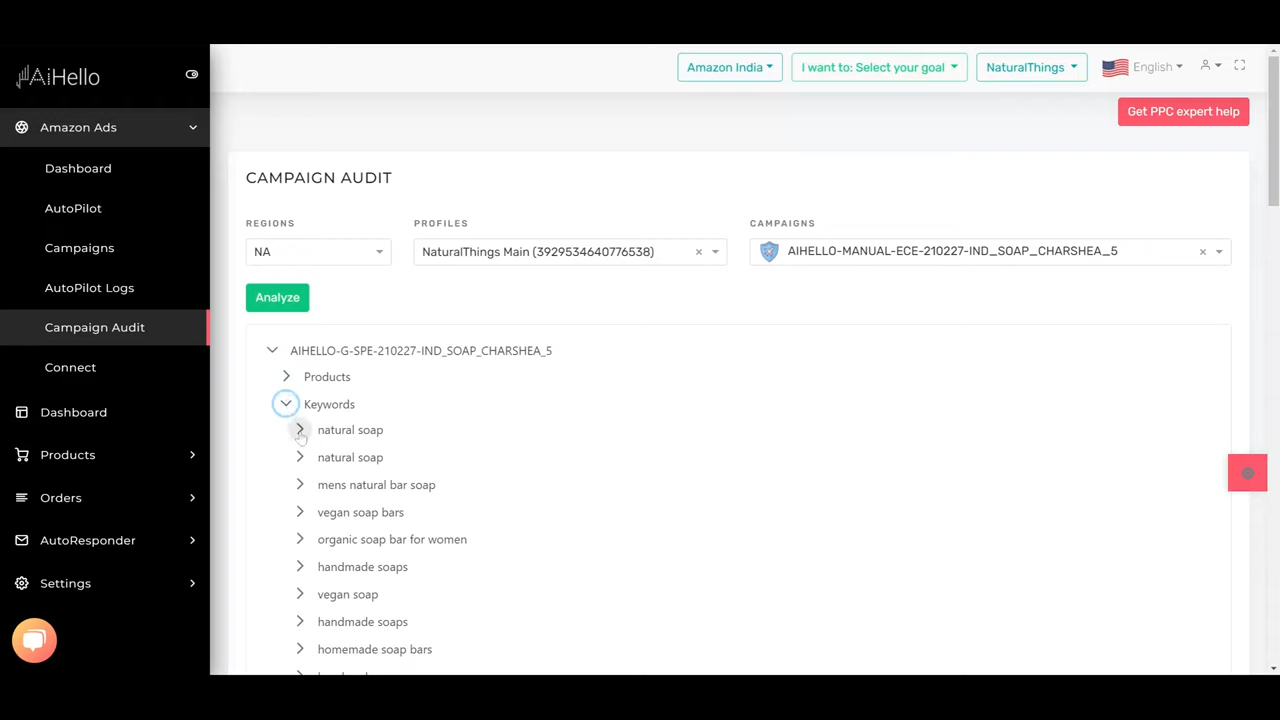 AiHello
Amazon India
I want to: Select your goal
NaturalThings
English
Get PPC expert help
Amazon Ads
Dashboard
AutoPilot
Campaigns
AutoPilot Logs
Campaign Audit
Connect
Dashboard
Products
Orders
AutoResponder
Settings
CAMPAIGN AUDIT
REGIONS
PROFILES
CAMPAIGNS
NA
NaturalThings Main (3929534640776538)
AIHELLO-MANUAL-ECE-210227-IND_SOAP_CHARSHEA_5
Analyze
AIHELLO-G-SPE-210227-IND_SOAP_CHARSHEA_5
Products
Keywords
natural soap
natural soap
mens natural bar soap
vegan soap bars
organic soap bar for women
handmade soaps
vegan soap
handmade soaps
homemade soap bars